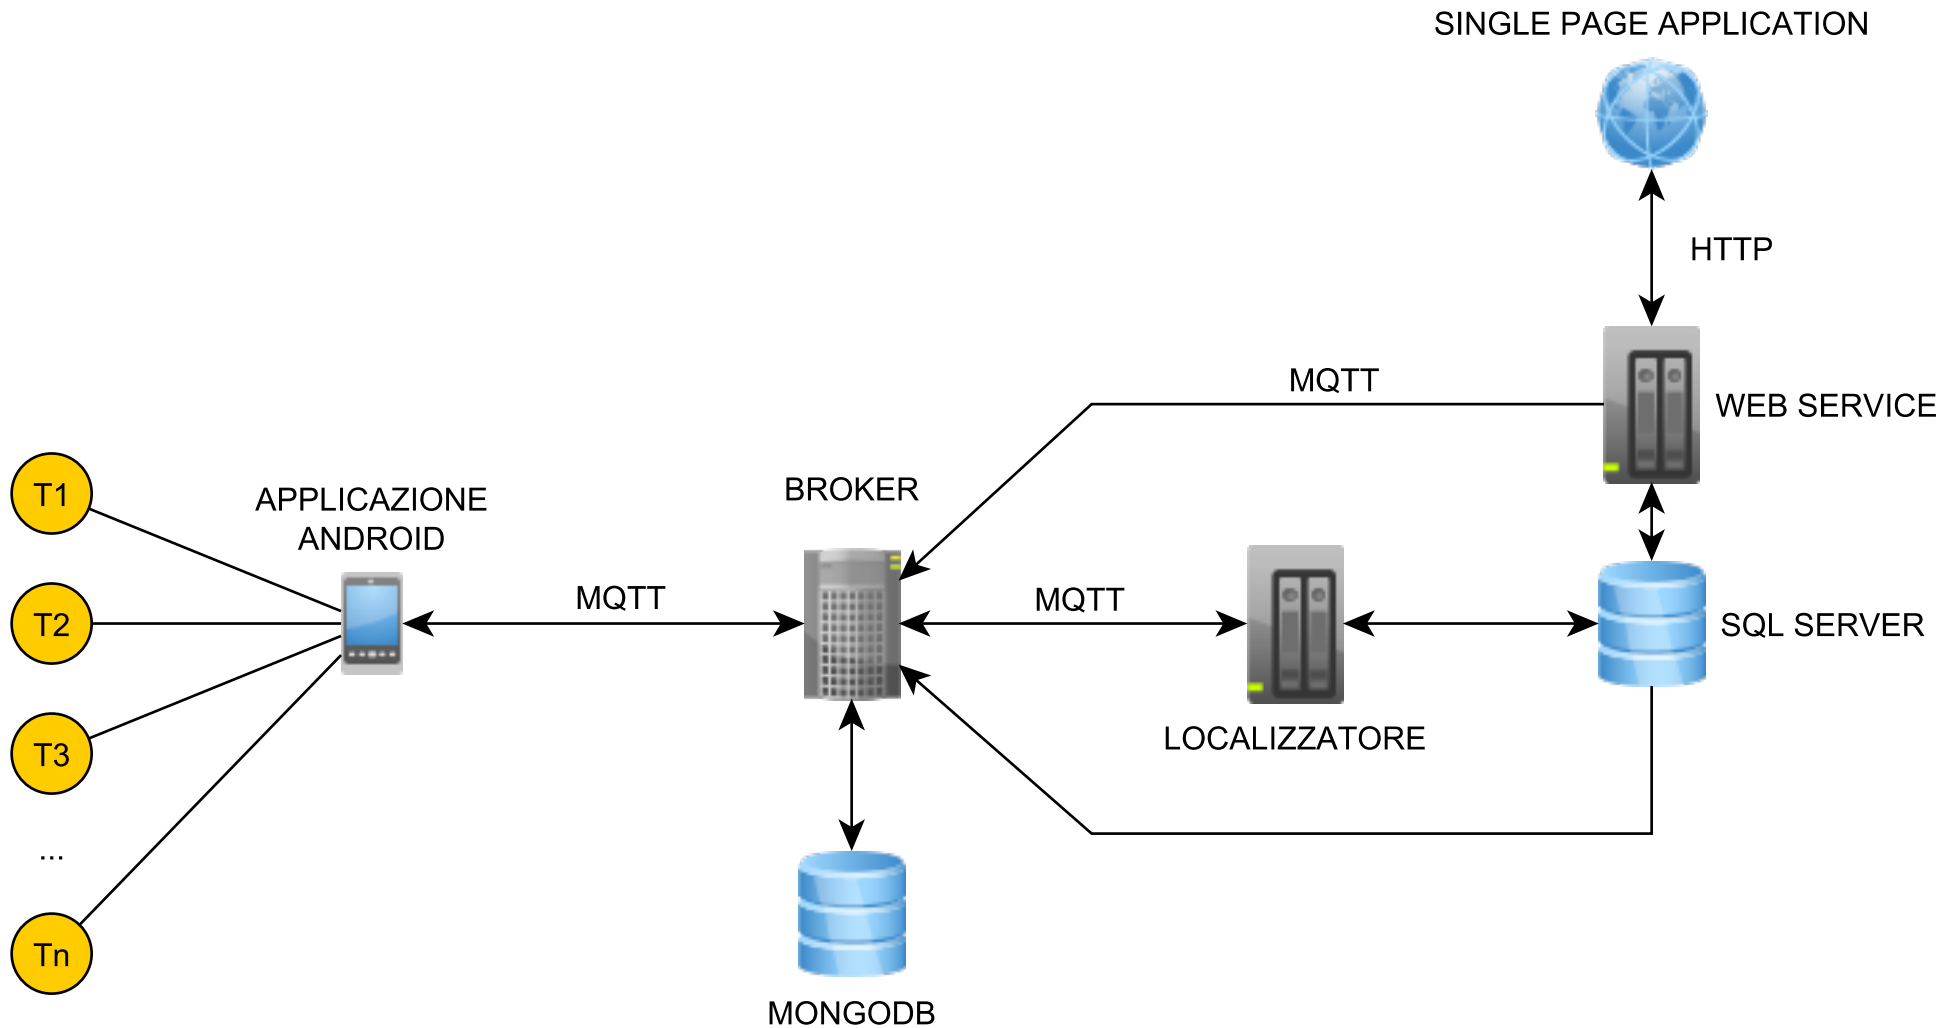 SINGLE PAGE APPLICATION
HTTP
MQTT
WEB SERVICE
T1
APPLICAZIONE
ANDROID
BROKER
T2
MQTT
MQTT
SQL SERVER
T3
LOCALIZZATORE
...
Tn
MONGODB